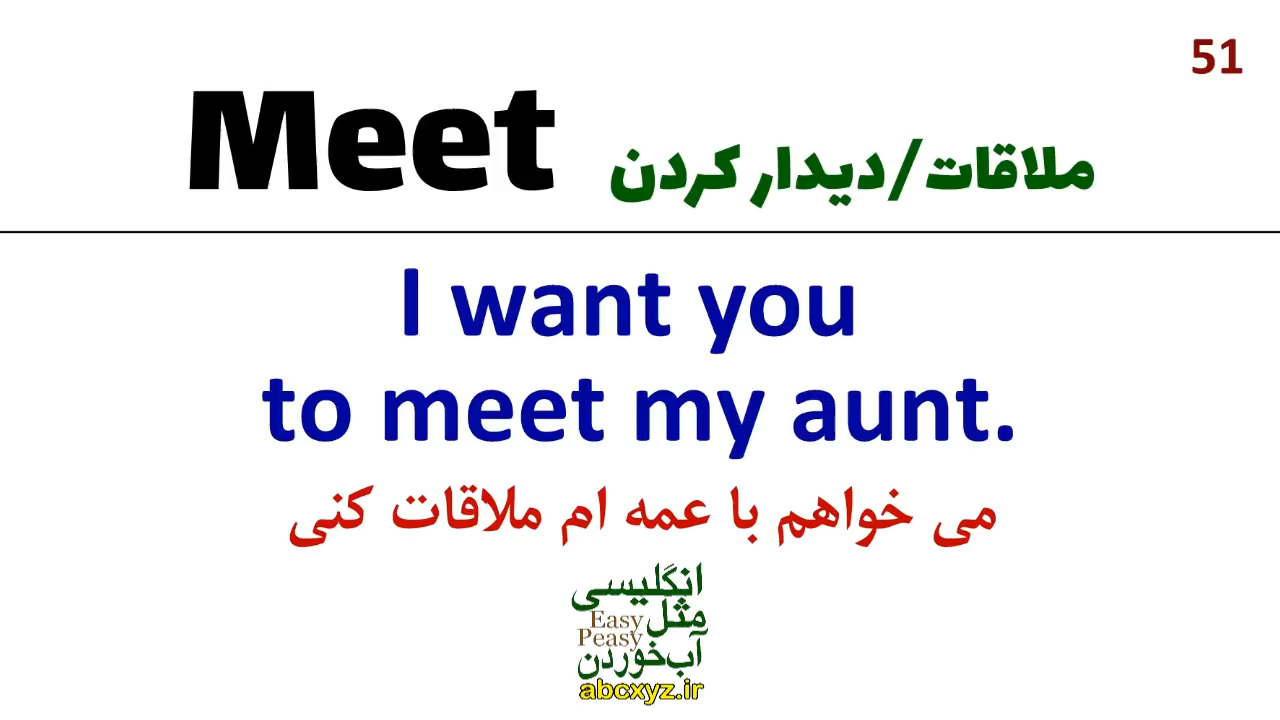 51
Meet ملاقات/دیدار کردن
I want you
to meet my aunt.
می خواهم با عمه ام ملاقات کنی
انگلیسی
مثل
Easy
Peasy
آب خوردن
abcxyz.ir